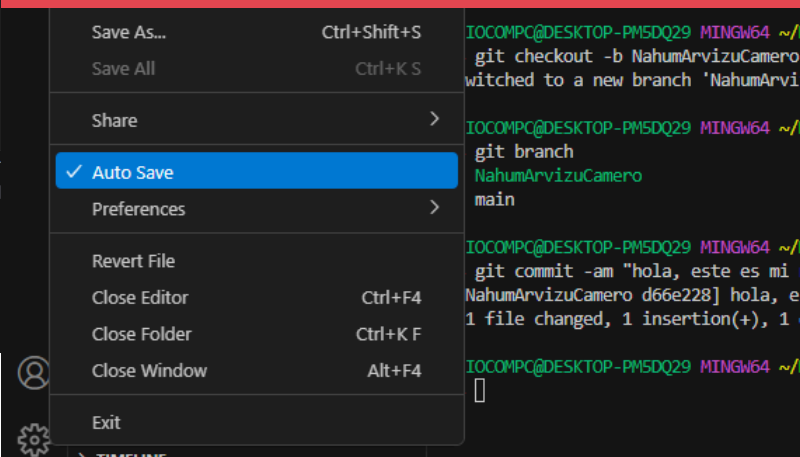 Save As... Ctrl+Shift+S
Save All Ctrl+K S
Share
Auto Save
Preferences
Revert File
Close Editor Ctrl+F4
Close Folder Ctrl+K F
Close Window Alt+F4
Exit
TIMELINE
IOCOMPC@DESKTOP-PM5DQ29 MINGW64 ~/
git checkout -b NahumArvizuCamero
witched to a new branch 'NahumArvi
IOCOMPC@DESKTOP-PM5DQ29 MINGW64 ~/
git branch
NahumArvizuCamero
main
IOCOMPC@DESKTOP-PM5DQ29 MINGW64 ~/
git commit -am "hola, este es mi
NahumArvizuCamero d66e228] hola, e
1 file changed, 1 insertion(+), 1
IOCOMPC@DESKTOP-PM5DQ29 MINGW64 ~/